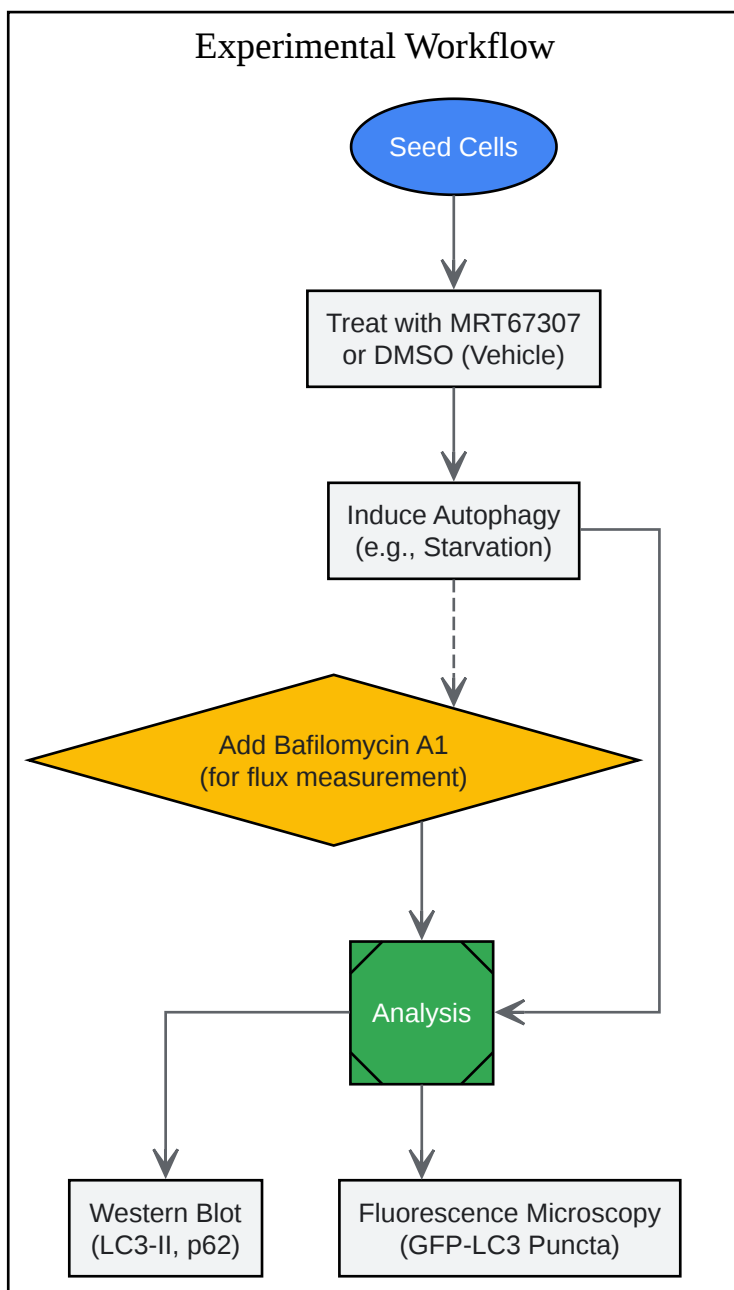 Experimental Workflow
Seed Cells
Treat with MRT67307
or DMSO (Vehicle)
Induce Autophagy
(e.g., Starvation)
Add Bafilomycin A1
(for flux measurement)
Analysis
Western Blot
(LC3-II, p62)
Fluorescence Microscopy
(GFP-LC3 Puncta)